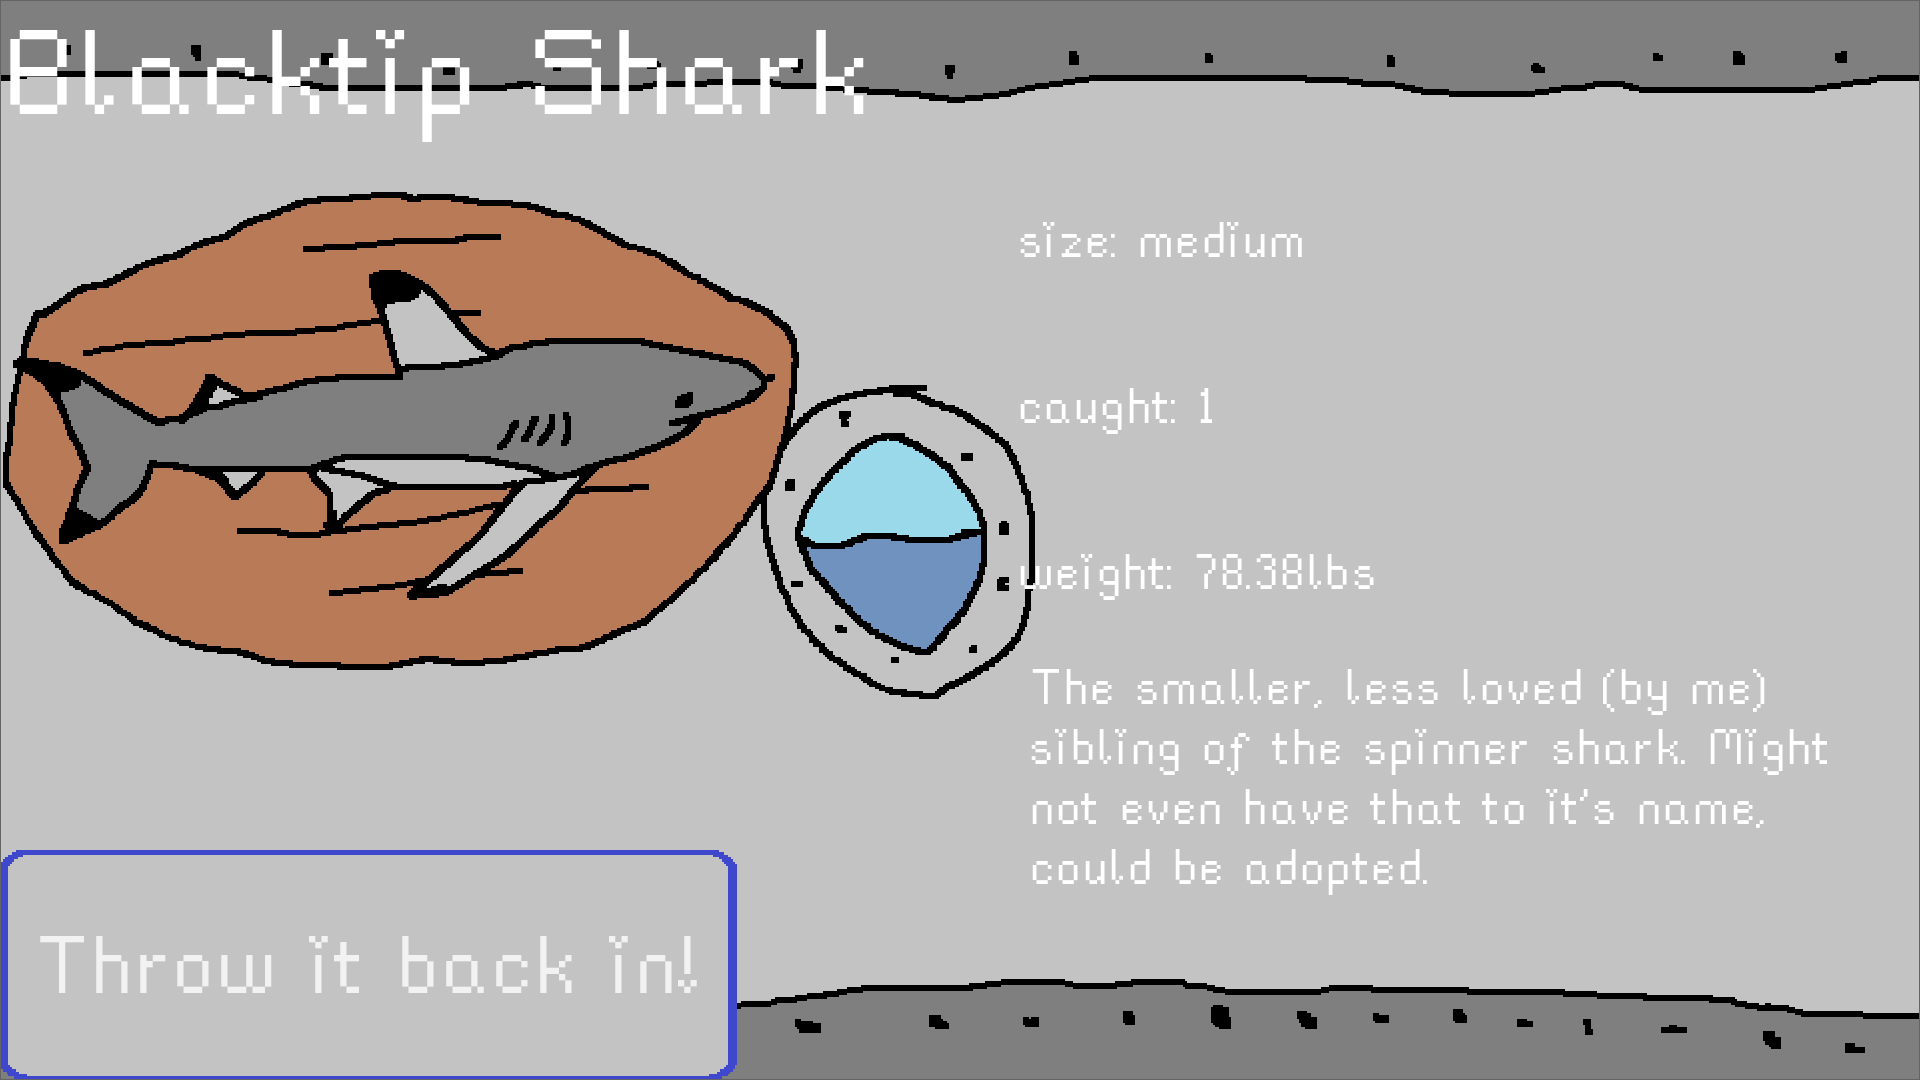 Blacktip Shark
size: medium
caught: 1
weight: 78.38lbs
The smaller, less loved (by me)
sibling of the spinner shark. Might
not even have that to it's name,
could be adopted.
Throw it back in!